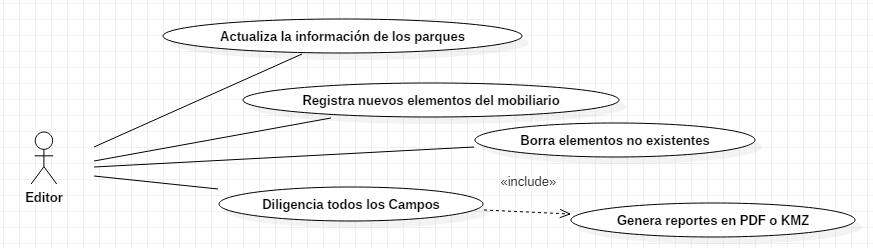 Actualiza la información de los parques
Registra nuevos elementos del mobiliario
Borra elementos no existentes
«include»
Editor
Diligencia todos los Campos
Genera reportes en PDF o KMZ